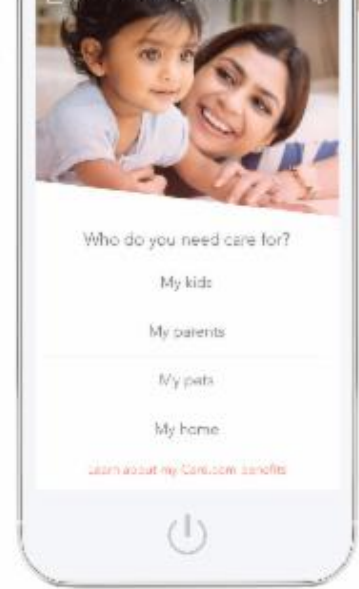 Who do you need care for?
My kids
My parents
My pets
My home
Learn about my Care.com benefits